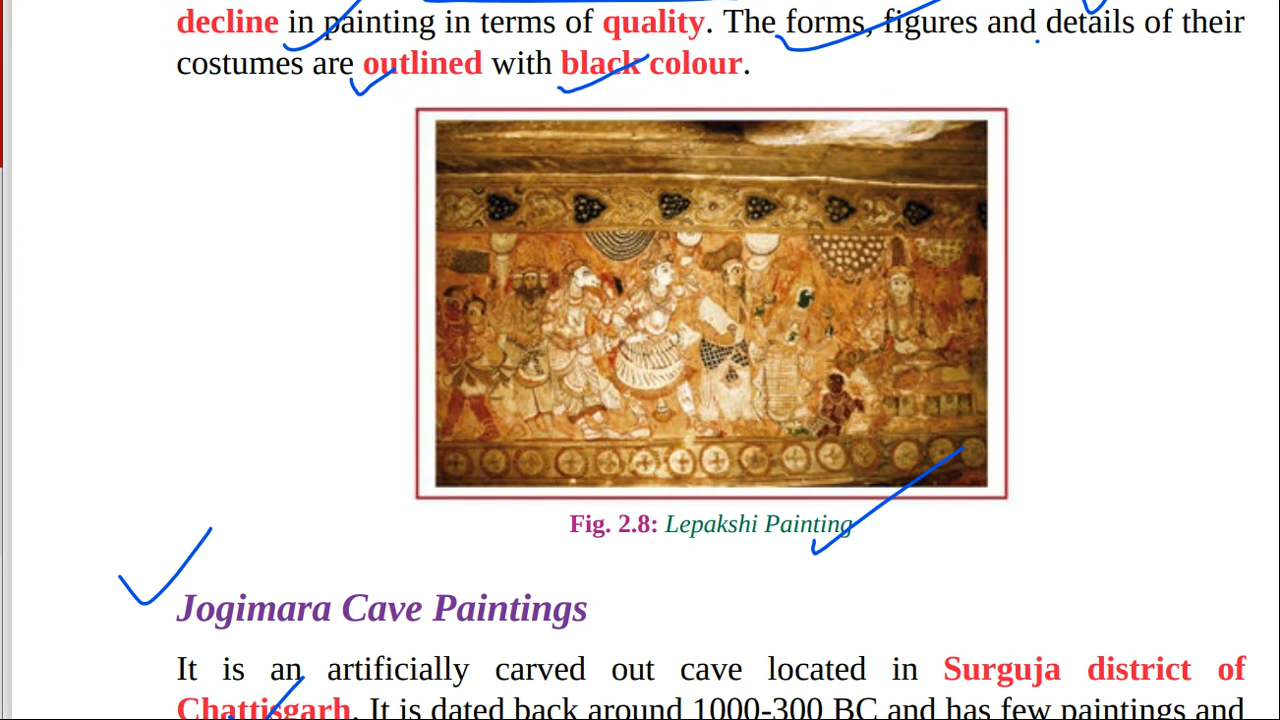 decline in painting in terms of quality. The forms, figures and details of their
costumes are outlined with black colour.
Fig. 2.8: Lepakshi Painting
Jogimara Cave Paintings
It is an artificially carved out cave located in Surguja district of
Chattisgarh. It is dated back around 1000-300 BC and has few paintings and